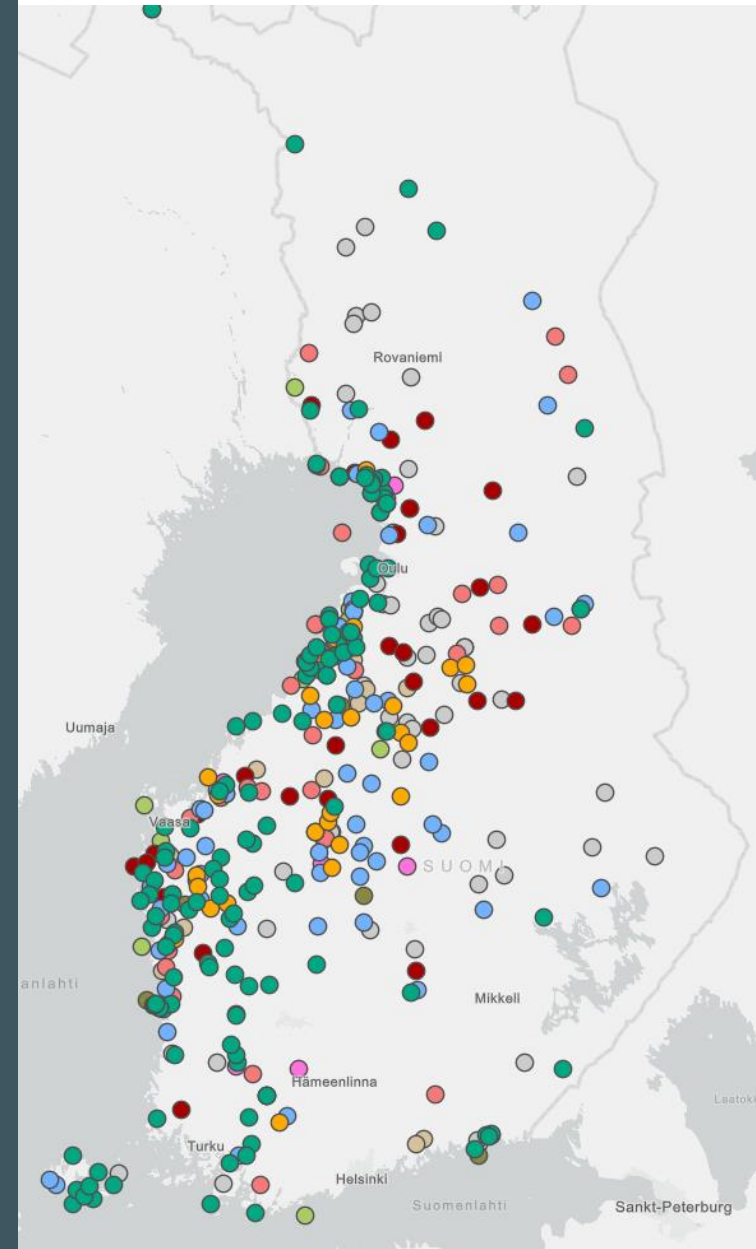 Rovaniemi
Oulu
Uumaja
Vaasa
SUOMI
anlahti
Mikkeli
Hämeenlinna
Laatok
Turku
Helsinki
Suomenlahti
Sankt-Peterburg